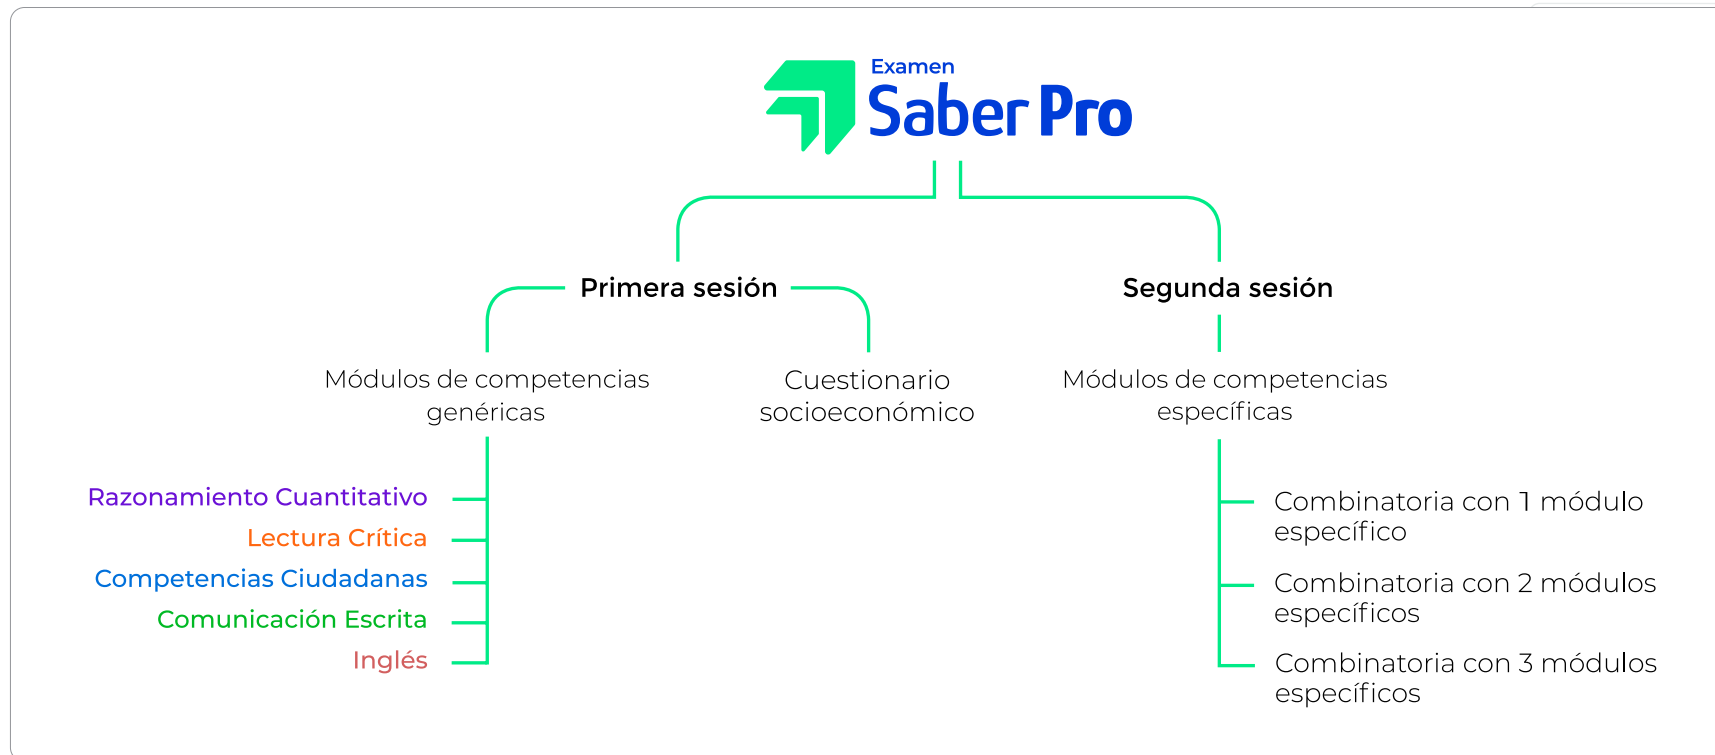 Examen
Saber Pro
Primera sesión
Segunda sesión
Módulos de competencias
genéricas
Cuestionario
socioeconómico
Módulos de competencias
específicas
Razonamiento Cuantitativo
Lectura Crítica
Competencias Ciudadanas
Comunicación Escrita
Inglés
Combinatoria con 1 módulo
específico
Combinatoria con 2 módulos
específicos
Combinatoria con 3 módulos
específicos